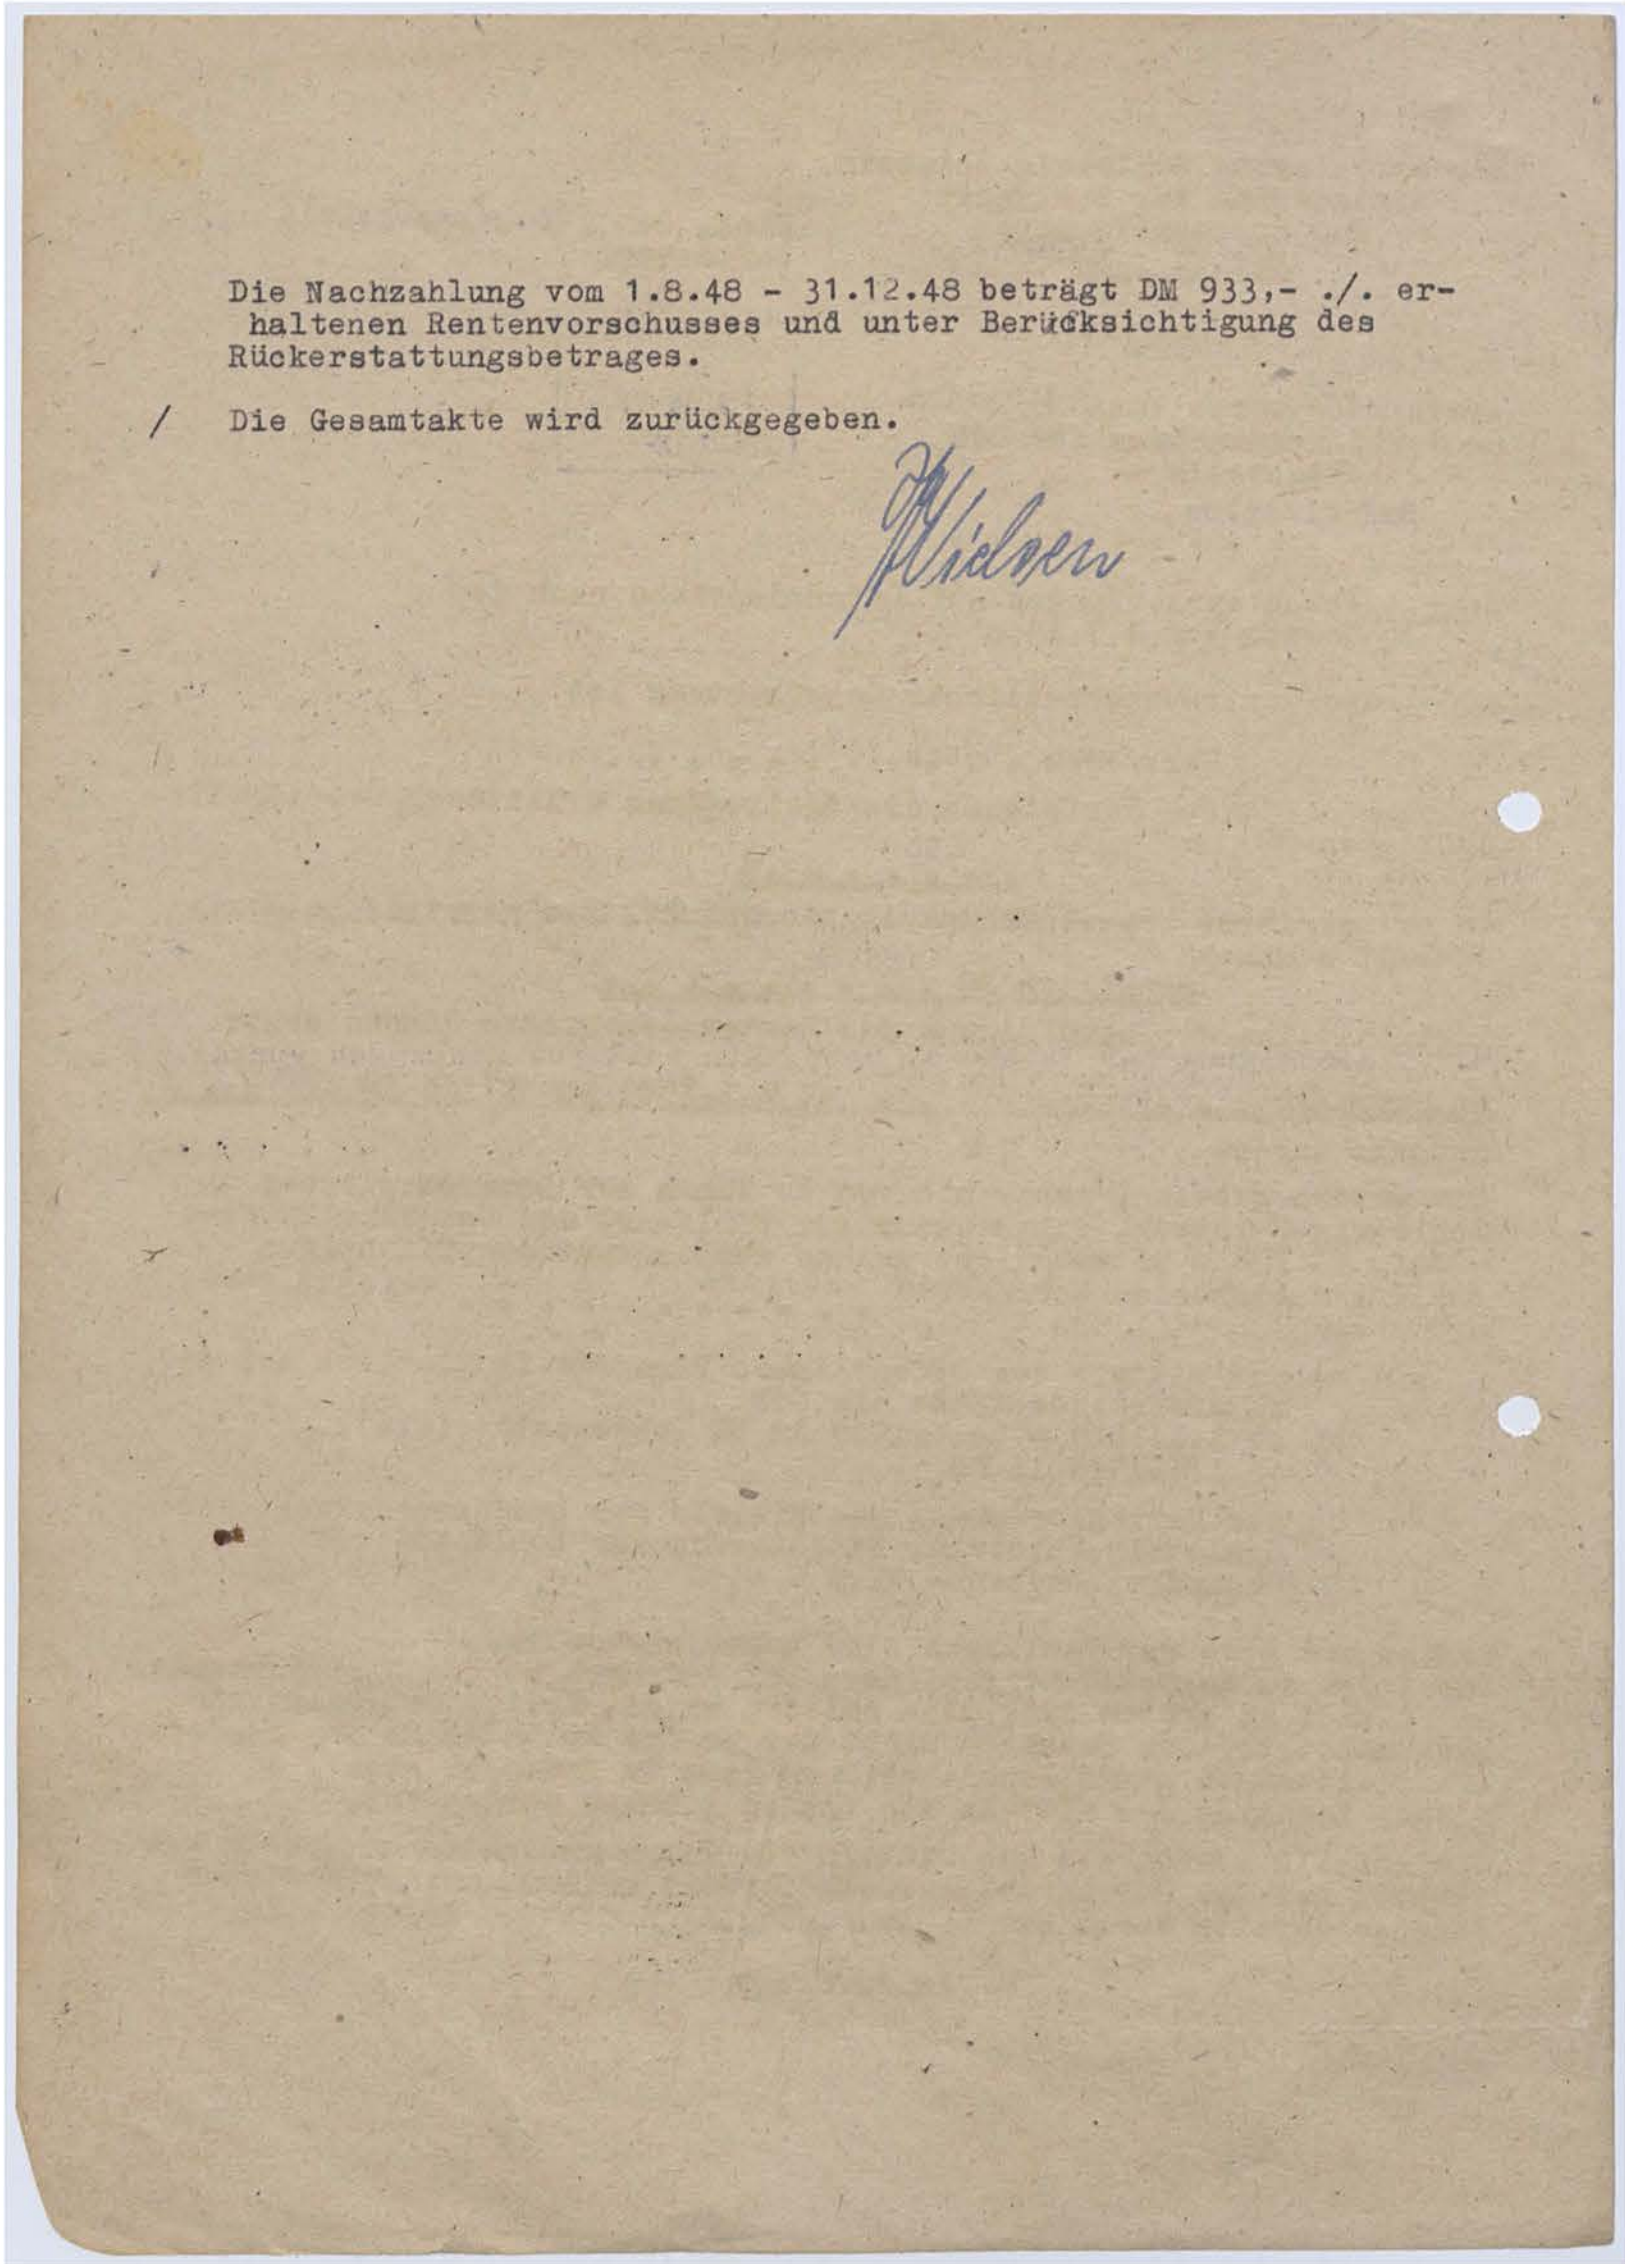 Die Nachzahlung vom 1.8.48 - 31.12.48 beträgt DM 933,- ./. er-
haltenen Rentenvorschusses und unter Berücksichtigung des
Rückerstattungsbetrages.
/ Die Gesamtakte wird zurückgegeben.